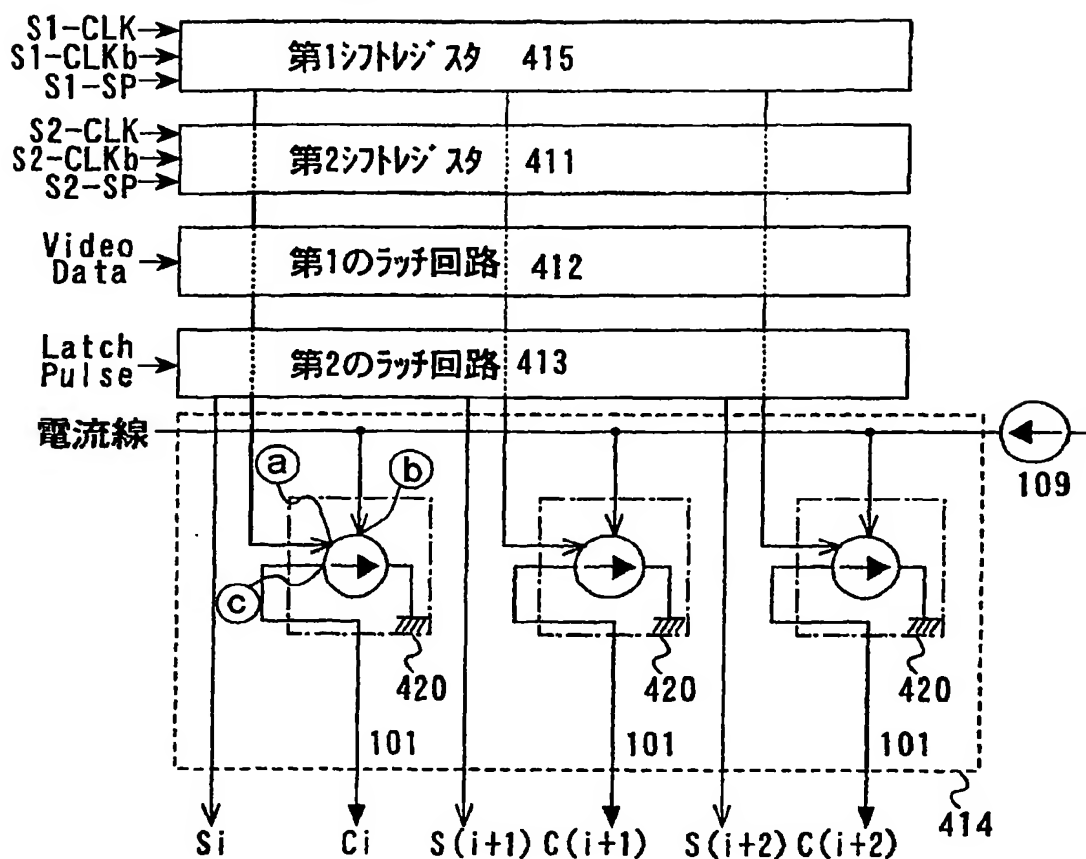 S1-CLK
S1-CLKb
S1-SP
第1ｼﾌﾄﾚｼﾞｽﾀ 415
S2-CLK
S2-CLKb
S2-SP
第2ｼﾌﾄﾚｼﾞｽﾀ 411
Video
Data
第1のﾗｯﾁ回路 412
Latch
Pulse
第2のﾗｯﾁ回路 413
電流線
109
ⓐ ⓑ
ⓒ
420 420 420
101 101 101
414
Si Ci S(i+1) C(i+1) S(i+2) C(i+2)